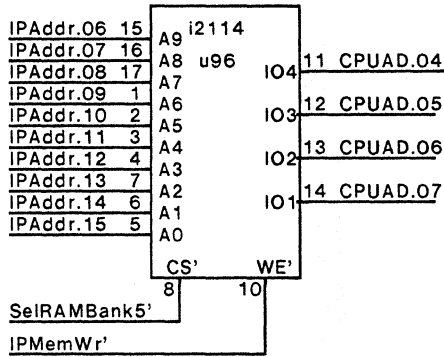 i2114
u96
IPAddr.06 15 A9
IPAddr.07 16 A8
IPAddr.08 17 A7
IPAddr.09 1 A6
IPAddr.10 2 A5
IPAddr.11 3 A4
IPAddr.12 4 A3
IPAddr.13 7 A2
IPAddr.14 6 A1
IPAddr.15 5 A0
IO4 11 CPUAD.04
IO3 12 CPUAD.05
IO2 13 CPUAD.06
IO1 14 CPUAD.07
CS' WE'
8 10
SelRAMBank5'
IPMemWr'